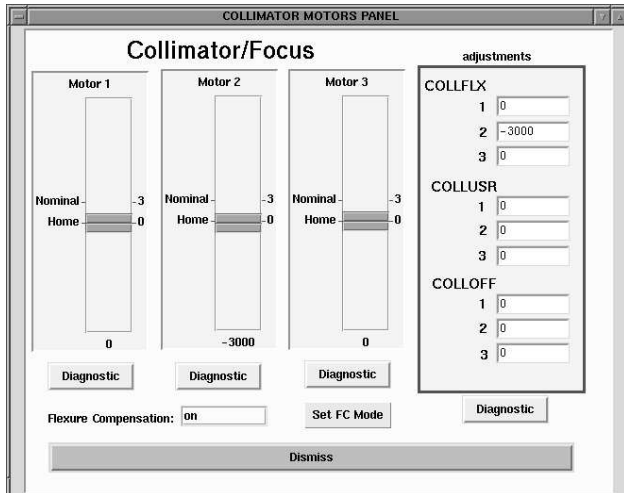 COLLIMATOR MOTORS PANEL
Collimator/Focus
adjustments
Motor 1
Motor 2
Motor 3
Nominal
3
Home
0
0
Nominal
3
Home
0
-3000
Nominal
3
Home
0
0
COLLFLX
1 0
2 -3000
3 0
COLLUSR
1 0
2 0
3 0
COLLOFF
1 0
2 0
3 0
Diagnostic
Diagnostic
Diagnostic
Diagnostic
Flexure Compensation: on
Set FC Mode
Dismiss